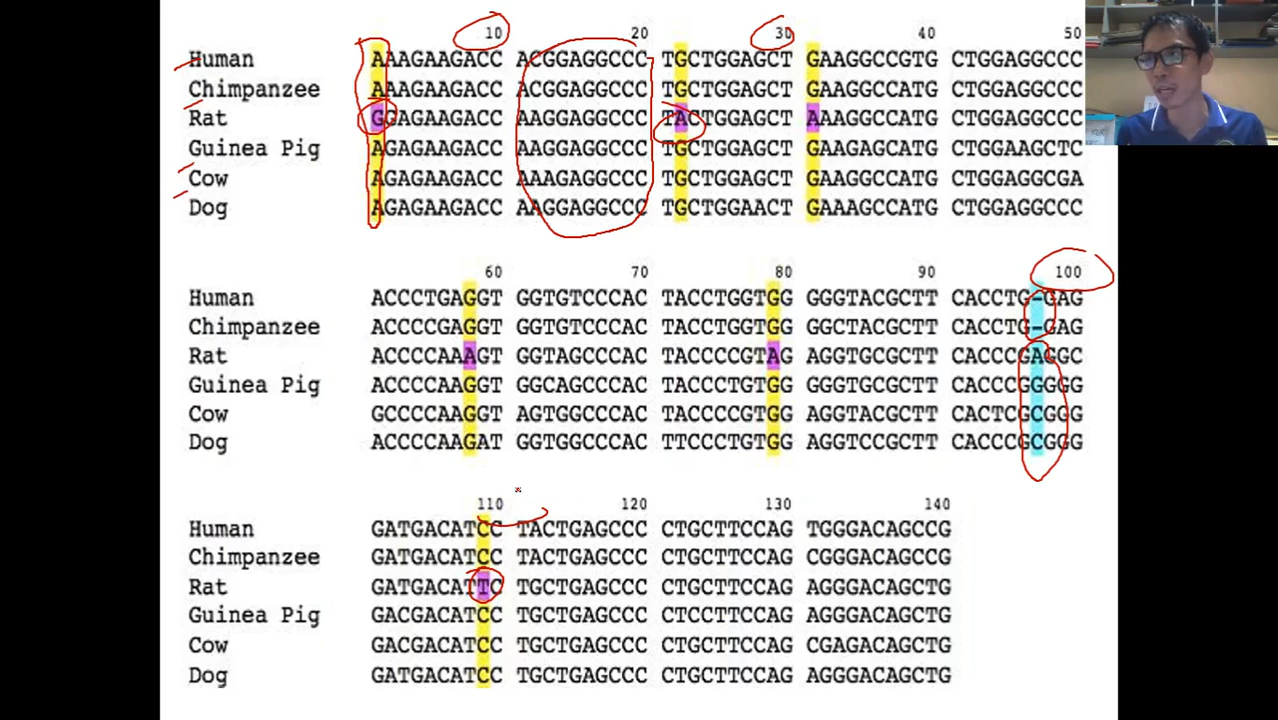 10 20 30 40 50
Human AAAGAAGACC ACGGAGGCCC TGCTGGAGCT GAAGGCCGTG CTGGAGGCCC
Chimpanzee AAAGAAGACC ACGGAGGCCC TGCTGGAGCT GAAGGCCATG CTGGAGGCCC
Rat GGAGAAGACC AAGGAGGCCC TACTGGAGCT AAAGGCCATG CTGGAGGCCC
Guinea Pig AGAGAAGACC AAGGAGGCCC TGCTGGAGCT GAAGAGCATG CTGGAAGCTC
Cow AGAGAAGACC AAAGAGGCCC TGCTGGAGCT GAAGGCCATG CTGGAGGCGA
Dog AGAGAAGACC AAGGAGGCCC TGCTGGAACT GAAAGCCATG CTGGAGGCCC
60 70 80 90 100
Human ACCCTGAGGT GGTGTCCCAC TACCTGGTGG GGGTACGCTT CACCTG-GAG
Chimpanzee ACCCCGAGGT GGTGTCCCAC TACCTGGTGG GGCTACGCTT CACCTG-GAG
Rat ACCCCAAAGT GGTAGCCCAC TACCCCGTAG AGGTGCGCTT CACCCGAGGC
Guinea Pig ACCCCAAGGT GGCAGCCCAC TACCCTGTGG GGGTGCGCTT CACCCGGGGG
Cow GCCCCAAGGT AGTGGCCCAC TACCCCGTGG AGGTACGCTT CACTCGCGGG
Dog ACCCCAAGAT GGTGGCCCAC TTCCCTGTGG AGGTCCGCTT CACCCGCGGG
110 120 130 140
Human GATGACATCC TACTGAGCCC CTGCTTCCAG TGGGACAGCCG
Chimpanzee GATGACATCC TACTGAGCCC CTGCTTCCAG CGGGACAGCCG
Rat GATGACATTC TGCTGAGCCC CTGCTTCCAG AGGGACAGCTG
Guinea Pig GACGACATCC TGCTGAGCCC CTCCTTCCAG AGGGACAGCTG
Cow GACGACATCC TGCTGAGCCC CTGCTTCCAG CGAGACAGCTG
Dog GATGACATCC TGCTGAGCCC CTGCTTCCAG AGGGACAGCTG